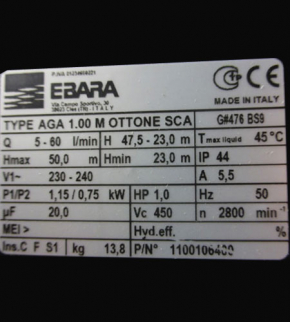 EBARA
MADE IN ITALY
TYPE AGA 1.00 M OTTONE SCA G#476 BS9
Q 5-60 l/min H 47,5-23,0 m Tmax liquid 45°C
Hmax 50,0 m Hmin 23,0 m IP 44
V1~ 230-240 A 5,5
P1/P2 1,15/0,75 kW HP 1,0 Hz 50
µF 20,0 Vc 450 n 2800 min⁻¹
MEI > Hyd.eff. %
Ins.C F S1 kg 13,8 P/N° 1100106400